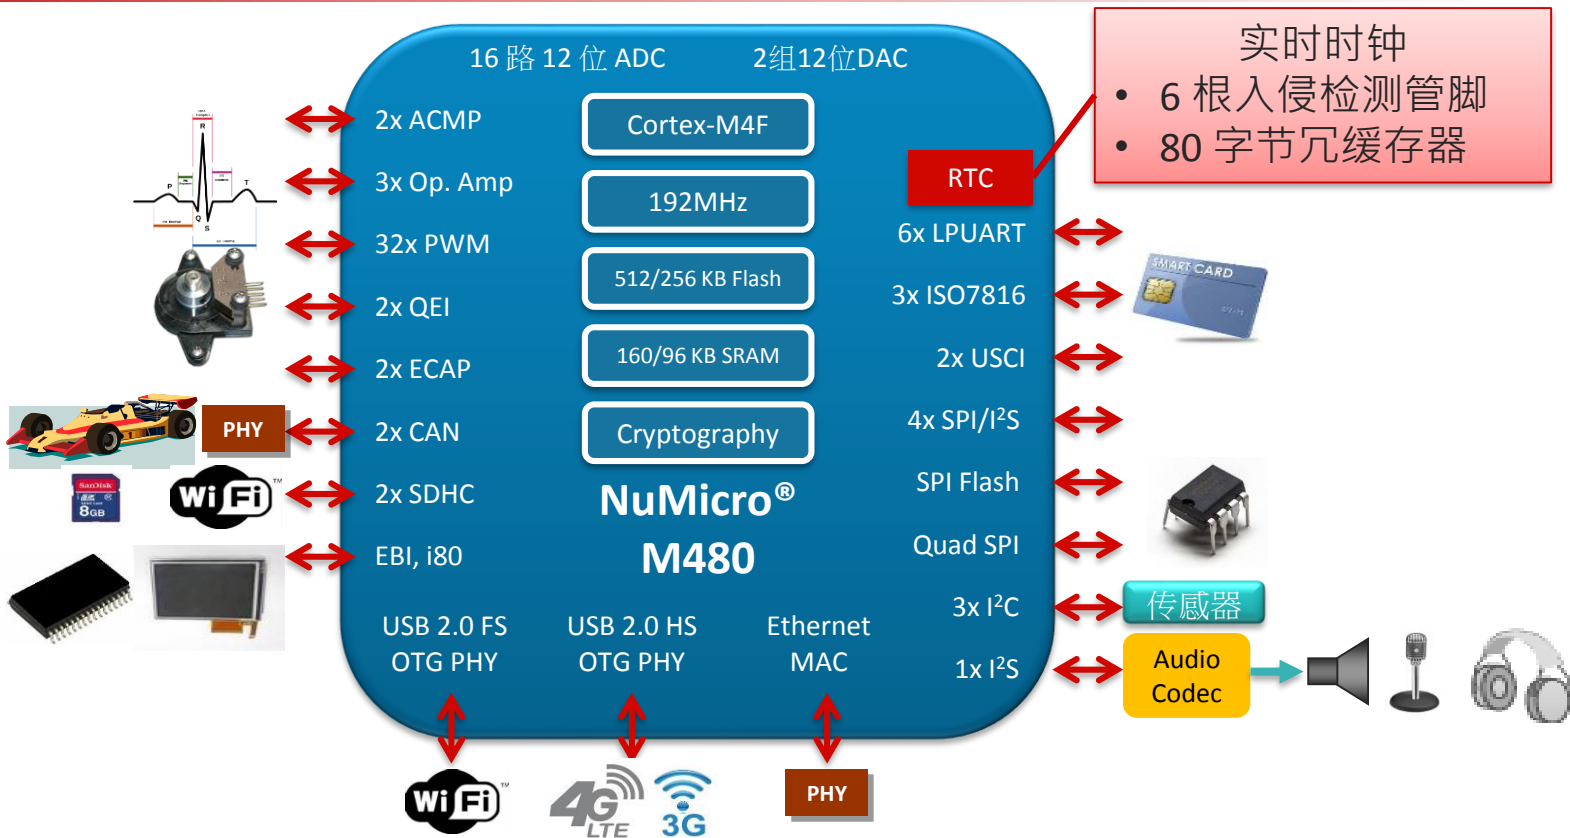 16 路 12 位 ADC
2组12位DAC
实时时钟
• 6 根入侵检测管脚
• 80 字节冗缓存器
2x ACMP
3x Op. Amp
32x PWM
2x QEI
2x ECAP
2x CAN
2x SDHC
EBI, i80
Cortex-M4F
192MHz
512/256 KB Flash
160/96 KB SRAM
Cryptography
NuMicro®
M480
RTC
6x LPUART
3x ISO7816
2x USCI
4x SPI/I²S
SPI Flash
Quad SPI
3x I²C
1x I²S
USB 2.0 FS
OTG PHY
USB 2.0 HS
OTG PHY
Ethernet
MAC
R
P
T
Q
S
PHY
SanDisk
8GB
WiFi™
SMART CARD
传感器
Audio
Codec
WiFi™
4G
LTE
3G
PHY